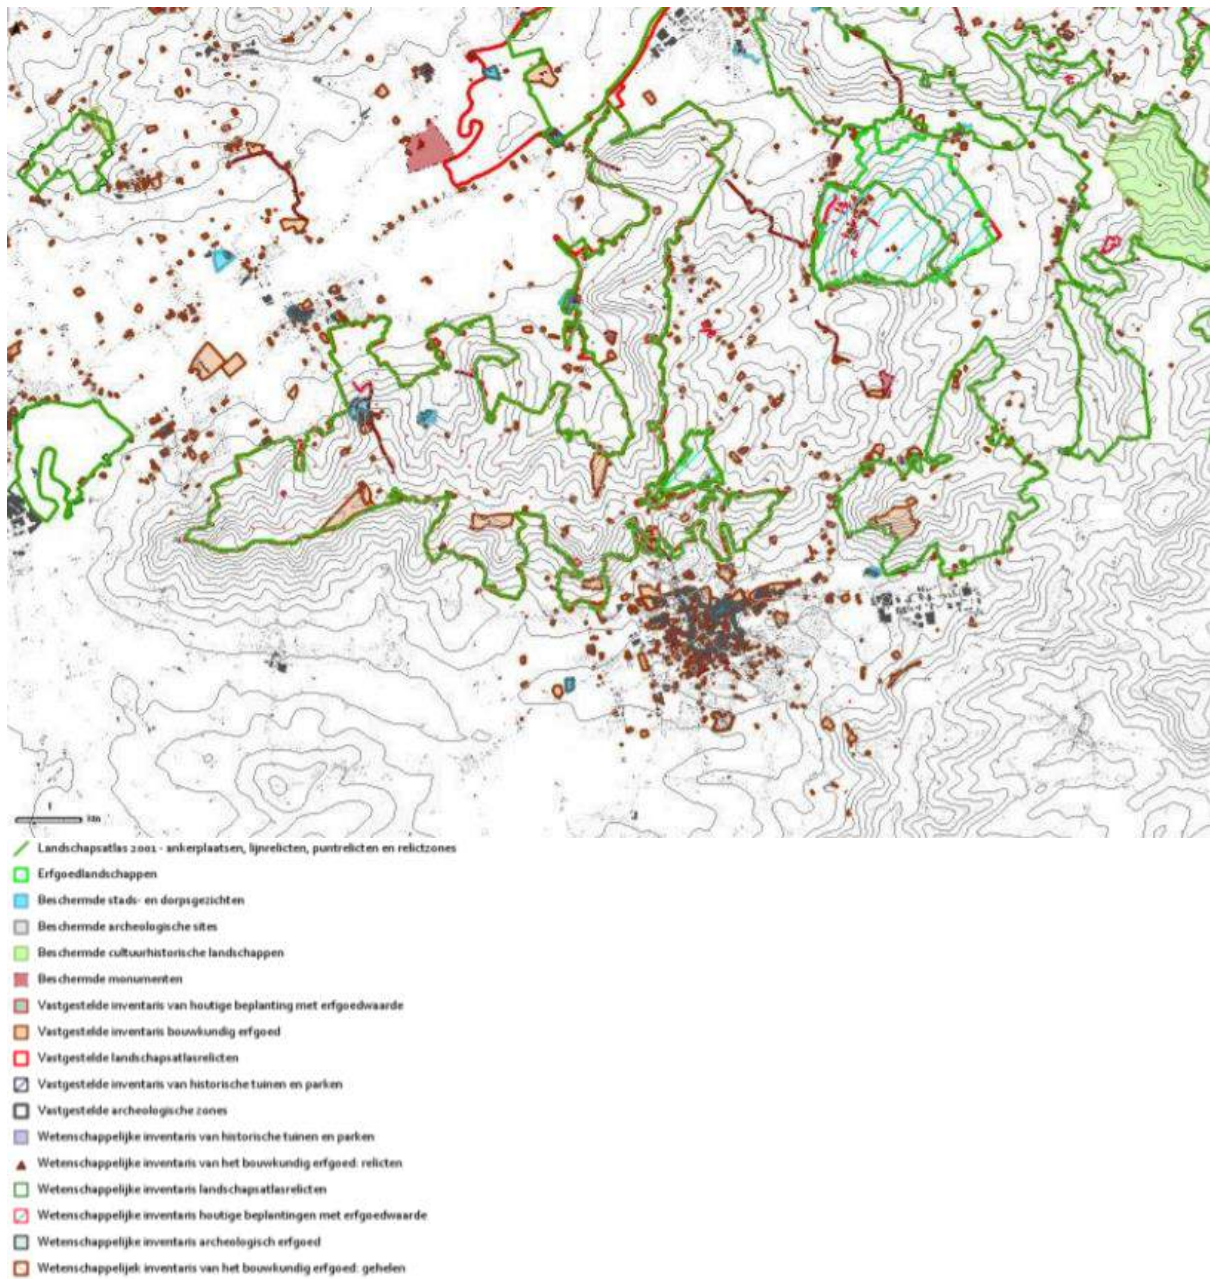 Landschapsatlas 2001 - ankerplaatsen, lijnrelicten, puntrelicten en relictzones
Erfgoedlandschappen
Beschermde stads- en dorpsgezichten
Beschermde archeologische sites
Beschermde cultuurhistorische landschappen
Beschermde monumenten
Vastgestelde inventaris van houtige beplanting met erfgoedwaarde
Vastgestelde inventaris bouwkundig erfgoed
Vastgestelde landschapsatlasrelicten
Vastgestelde inventaris van historische tuinen en parken
Vastgestelde archeologische zones
Wetenschappelijke inventaris van historische tuinen en parken
Wetenschappelijke inventaris van het bouwkundig erfgoed: relicten
Wetenschappelijke inventaris landschapsatlasrelicten
Wetenschappelijke inventaris houtige beplantingen met erfgoedwaarde
Wetenschappelijke inventaris archeologisch erfgoed
Wetenschappelijek inventaris van het bouwkundig erfgoed: gehelen